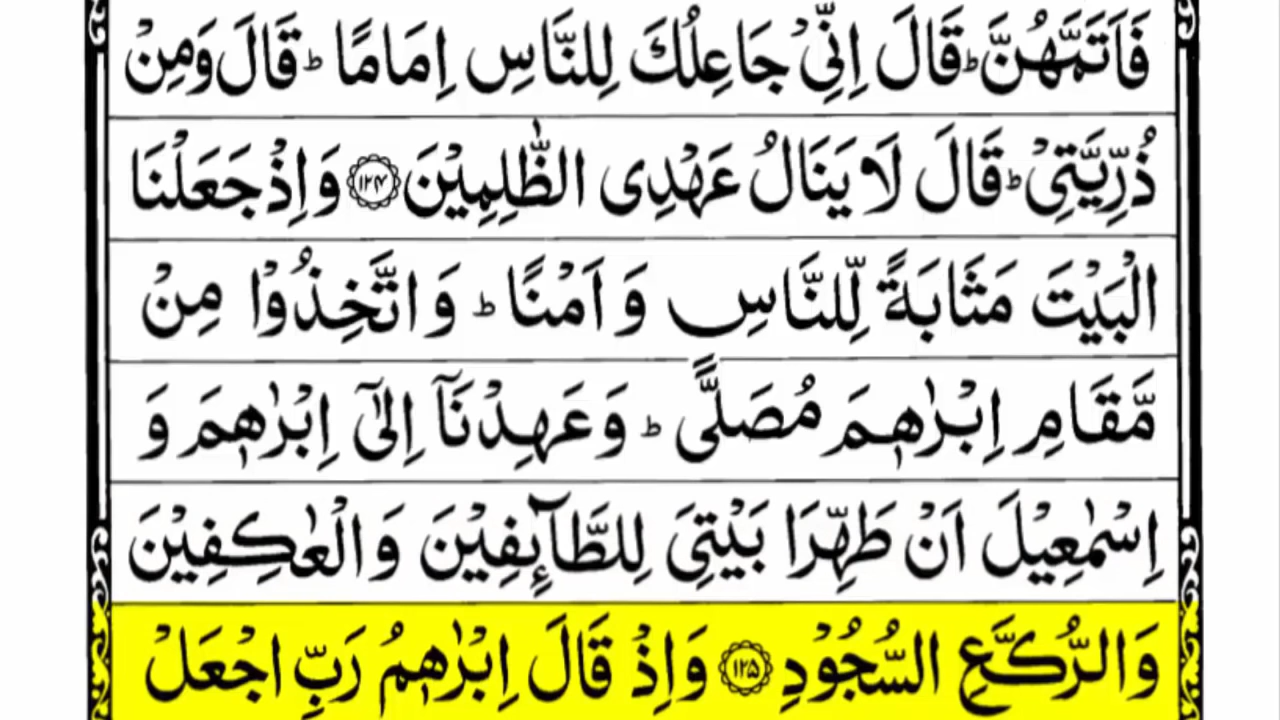 فَاَتَمَّهُنَّ ؕ قَالَ اِنِّیْ جَاعِلُكَ لِلنَّاسِ اِمَامًا ؕ قَالَ وَمِنْ
ذُرِّیَّتِیْ ؕ قَالَ لَا یَنَالُ عَهْدِی الظّٰلِمِیْنَ ﴿۱۲۴﴾ وَاِذْ جَعَلْنَا
الْبَیْتَ مَثَابَةً لِّلنَّاسِ وَ اَمْنًا ؕ وَ اتَّخِذُوْا مِنْ
مَّقَامِ اِبْرٰهٖمَ مُصَلًّی ؕ وَعَهِدْنَاۤ اِلٰۤی اِبْرٰهٖمَ وَ
اِسْمٰعِیْلَ اَنْ طَهِّرَا بَیْتِیَ لِلطَّآىِٕفِیْنَ وَ الْعٰكِفِیْنَ
وَ الرُّكَّعِ السُّجُوْدِ ﴿۱۲۵﴾ وَاِذْ قَالَ اِبْرٰهٖمُ رَبِّ اجْعَلْ